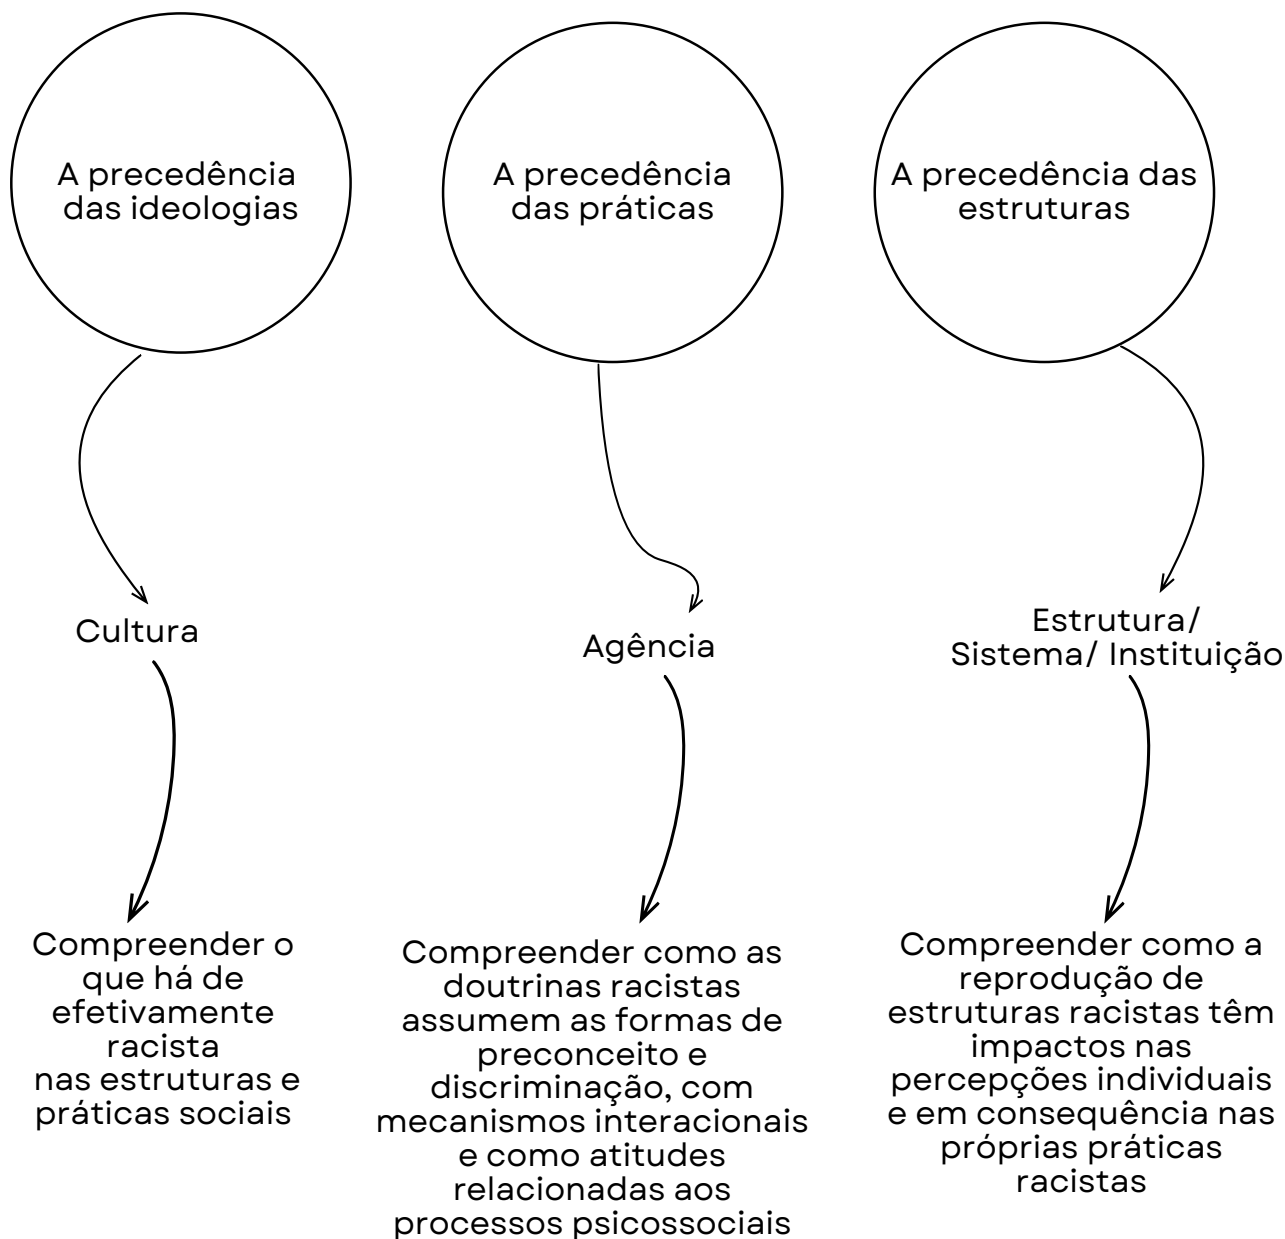 A precedência
das ideologias
A precedência
das práticas
A precedência das
estruturas
Cultura
Agência
Estrutura/
Sistema/ Instituição
Compreender o
que há de
efetivamente
racista
nas estruturas e
práticas sociais
Compreender como as
doutrinas racistas
assumem as formas de
preconceito e
discriminação, com
mecanismos interacionais
e como atitudes
relacionadas aos
processos psicossociais
Compreender como a
reprodução de
estruturas racistas têm
impactos nas
percepções individuais
e em consequência nas
próprias práticas
racistas